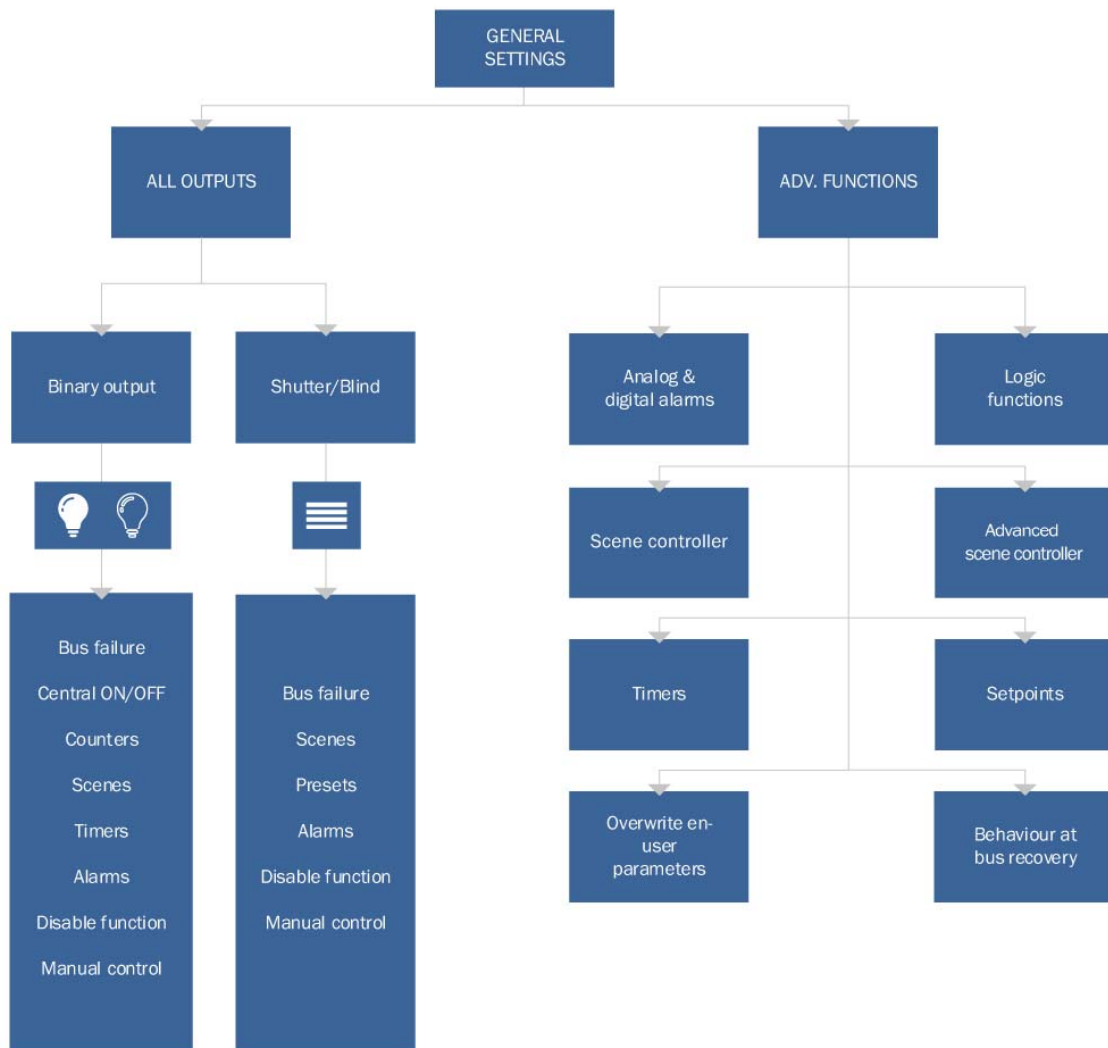 GENERAL
SETTINGS
ALL OUTPUTS
ADV. FUNCTIONS
Binary output
Shutter/Blind
Analog &
digital alarms
Logic
functions
Scene controller
Advanced
scene controller
Bus failure
Central ON/OFF
Counters
Scenes
Timers
Alarms
Disable function
Manual control
Bus failure
Scenes
Presets
Alarms
Disable function
Manual control
Timers
Setpoints
Overwrite en-
user
parameters
Behaviour at
bus recovery